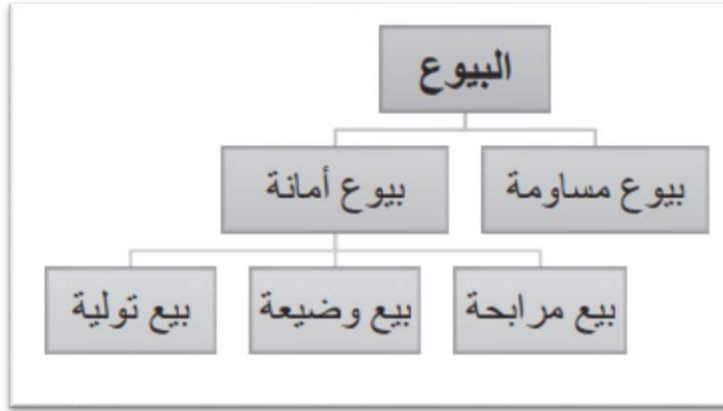 البيوع
بيوع مساومة
بيوع أمانة
بيع مرابحة
بيع وضيعة
بيع تولية